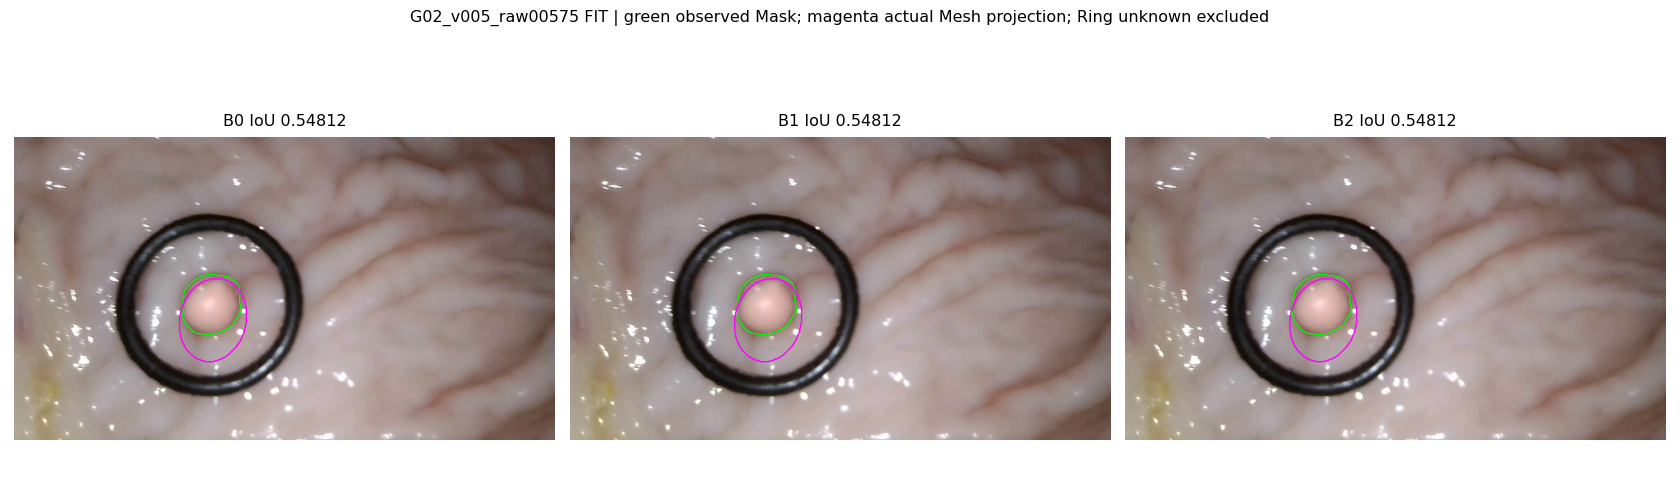 G02_v005_raw00575 FIT | green observed Mask; magenta actual Mesh projection; Ring unknown excluded
B0 IoU 0.54812
B1 IoU 0.54812
B2 IoU 0.54812